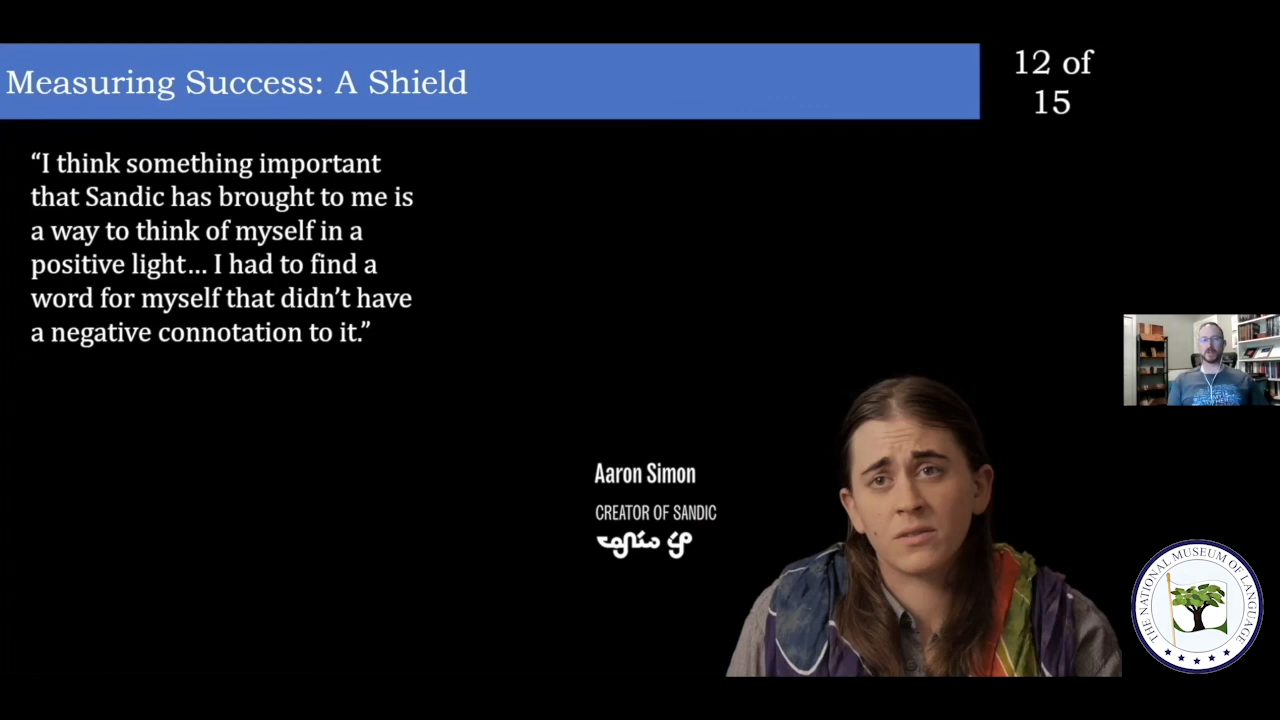 Measuring Success: A Shield
12 of
15
“I think something important
that Sandic has brought to me is
a way to think of myself in a
positive light... I had to find a
word for myself that didn’t have
a negative connotation to it.”
Aaron Simon
CREATOR OF SANDIC
THE NATIONAL MUSEUM OF LANGUAGE